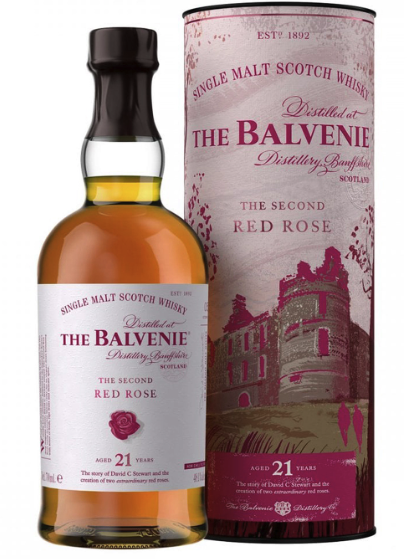 EST.D 1892
SINGLE MALT SCOTCH WHISKY
Distilled at
THE BALVENIE
Distillery, Banffshire
SCOTLAND
THE SECOND
RED ROSE
AGED 21 YEARS
The story of David C Stewart and the
creation of two extraordinary red roses.
The Balvenie Distillery Co.
EST.D 1892
SINGLE MALT SCOTCH WHISKY
Distilled at
THE BALVENIE
Distillery, Banffshire
SCOTLAND
THE SECOND
RED ROSE
AGED 21 YEARS
The story of David C Stewart and the
creation of two extraordinary red roses.